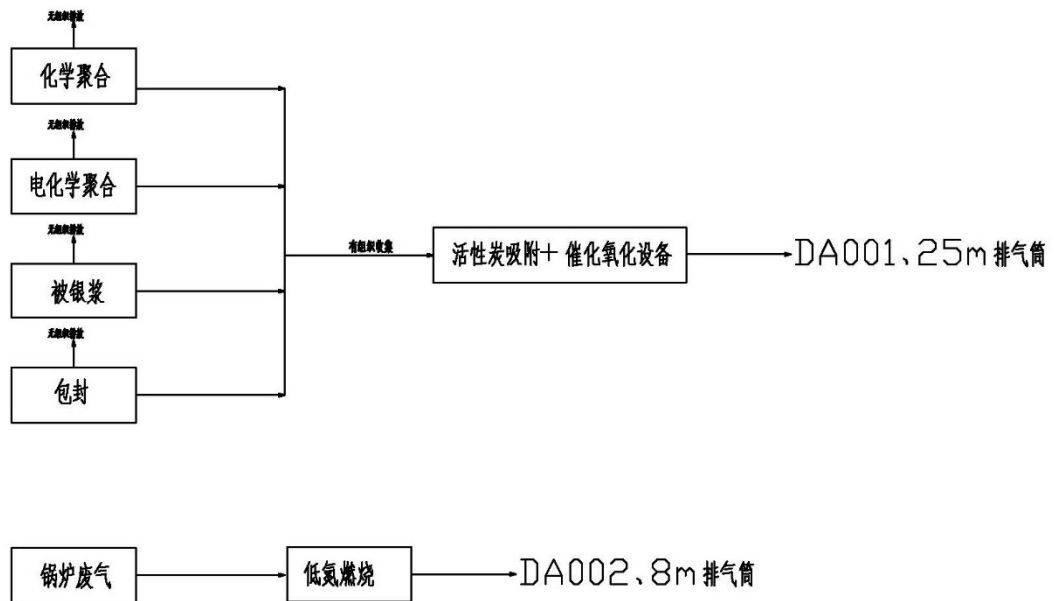 无组织排放
化学聚合
无组织排放
电化学聚合
无组织排放
被银浆
无组织排放
包封
有组织收集
活性炭吸附+催化氧化设备
DA001、25m排气筒
锅炉废气
低氮燃烧
DA002、8m排气筒